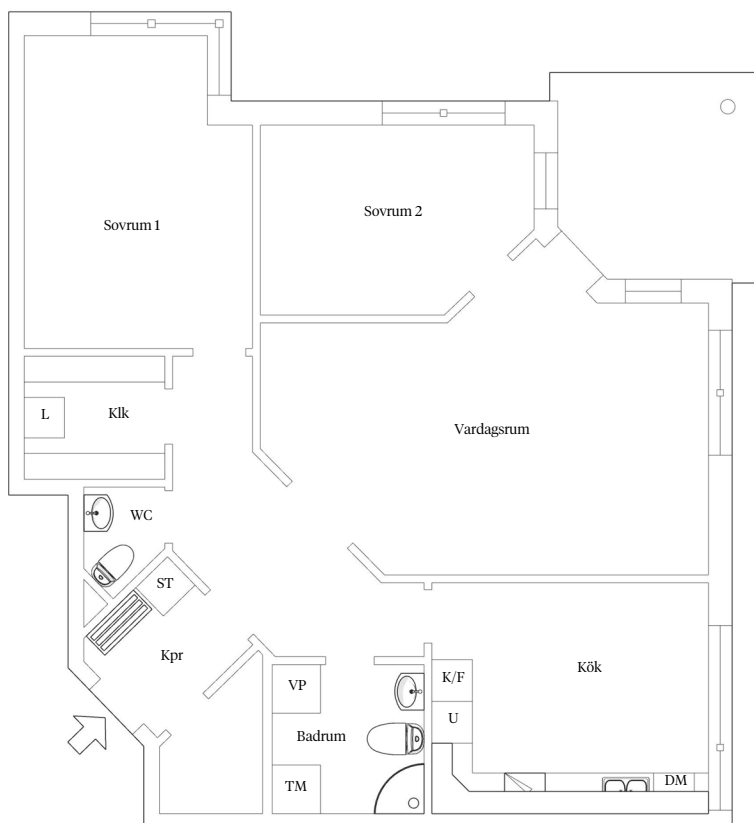 Sovrum 1
Sovrum 2
L
Klk
Vardagsrum
WC
ST
Kpr
Kök
K/F
VP
U
Badrum
TM
DM